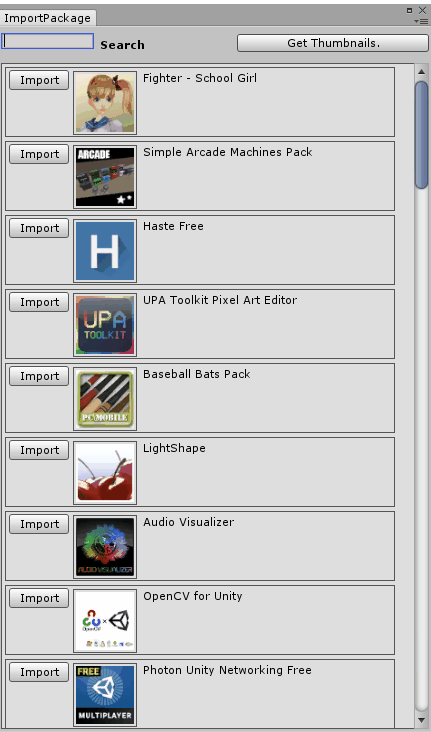 ImportPackage
Search
Get Thumbnails.
Import
Fighter - School Girl
Import
ARCADE
Simple Arcade Machines Pack
Import
H
Haste Free
Import
UPA
TOOLKIT
UPA Toolkit Pixel Art Editor
Import
PC\MOBILE
Baseball Bats Pack
Import
LightShape
Import
AUDIO VISUALIZER
Audio Visualizer
Import
OpenCV
OpenCV for Unity
Import
FREE
MULTIPLAYER
Photon Unity Networking Free